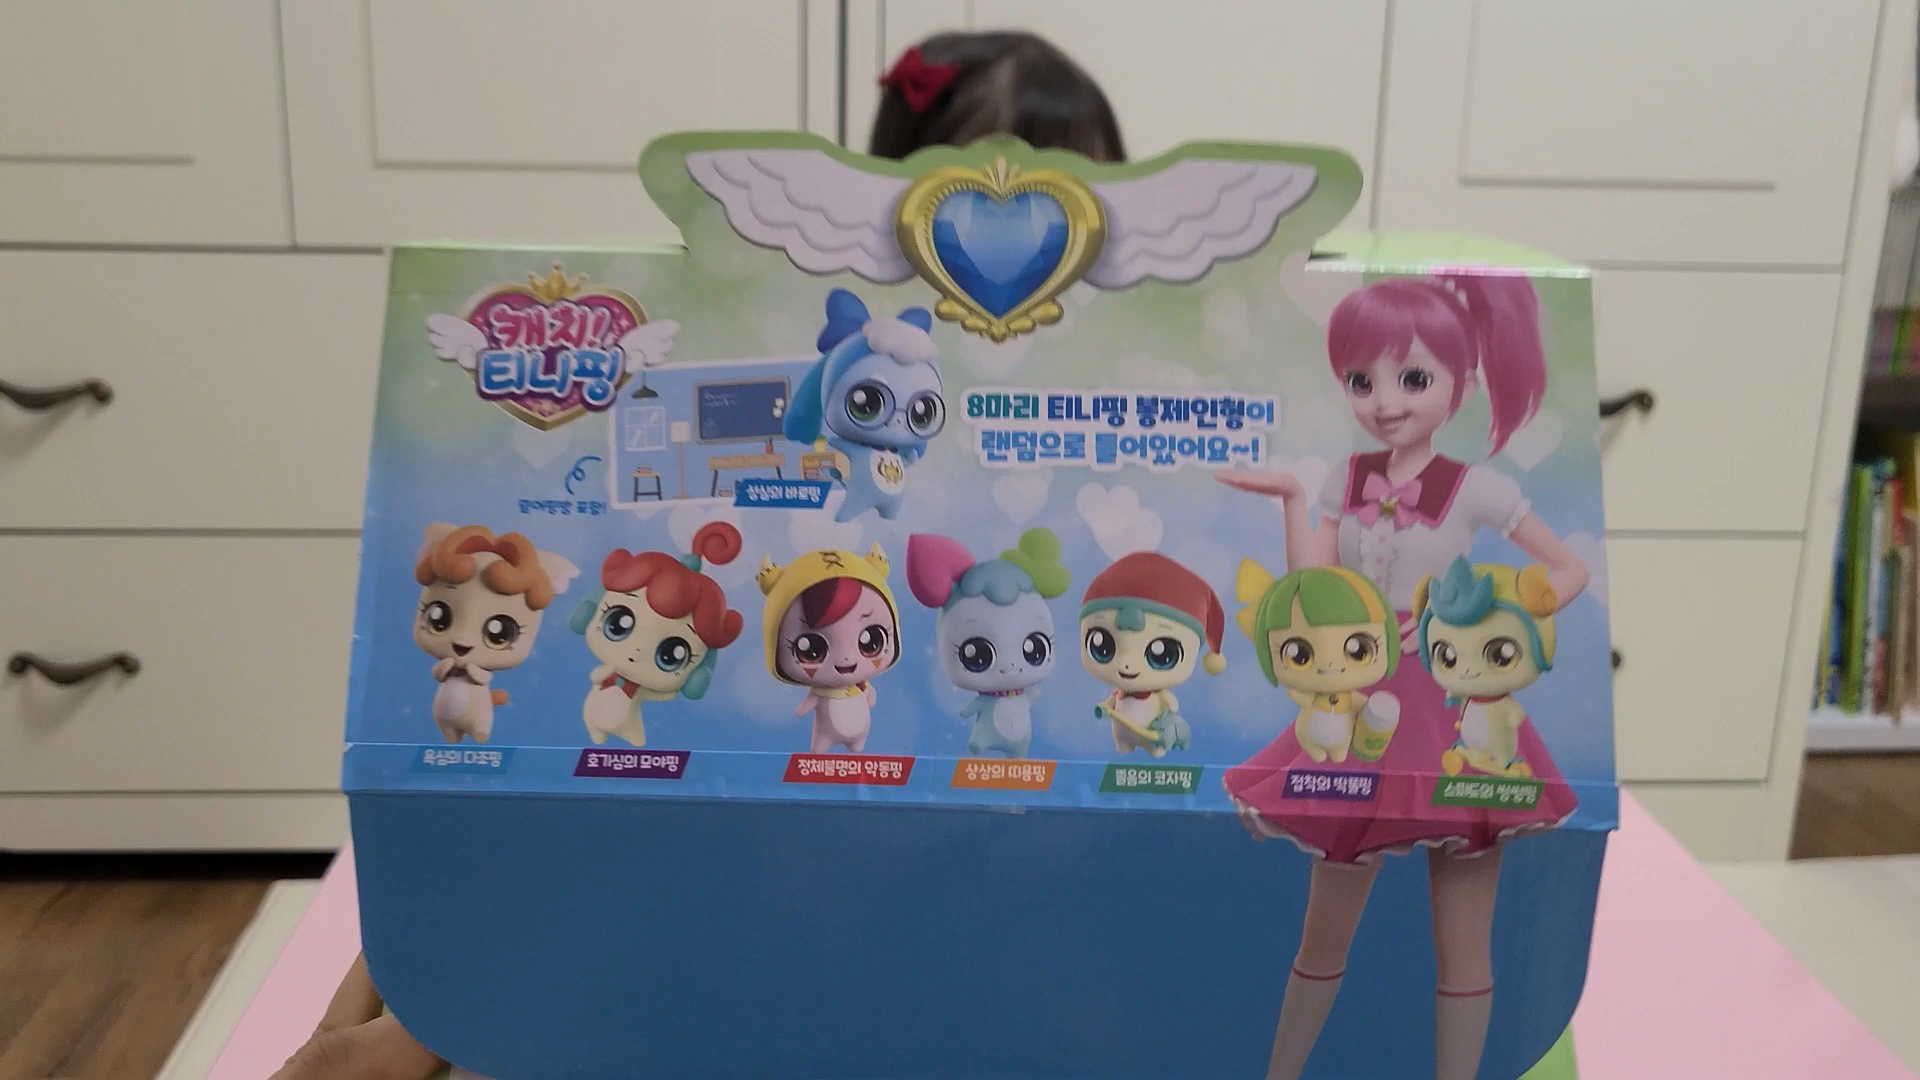 캐치!
티니핑
8마리 티니핑 봉제인형이
랜덤으로 들어있어요~!
상실의 바로핑
욕심의 다조핑
호기심의 모야핑
정체불명의 악동핑
상상의 띠용핑
졸음의 코자핑
접착의 딱풀핑
스피드의 씽씽핑